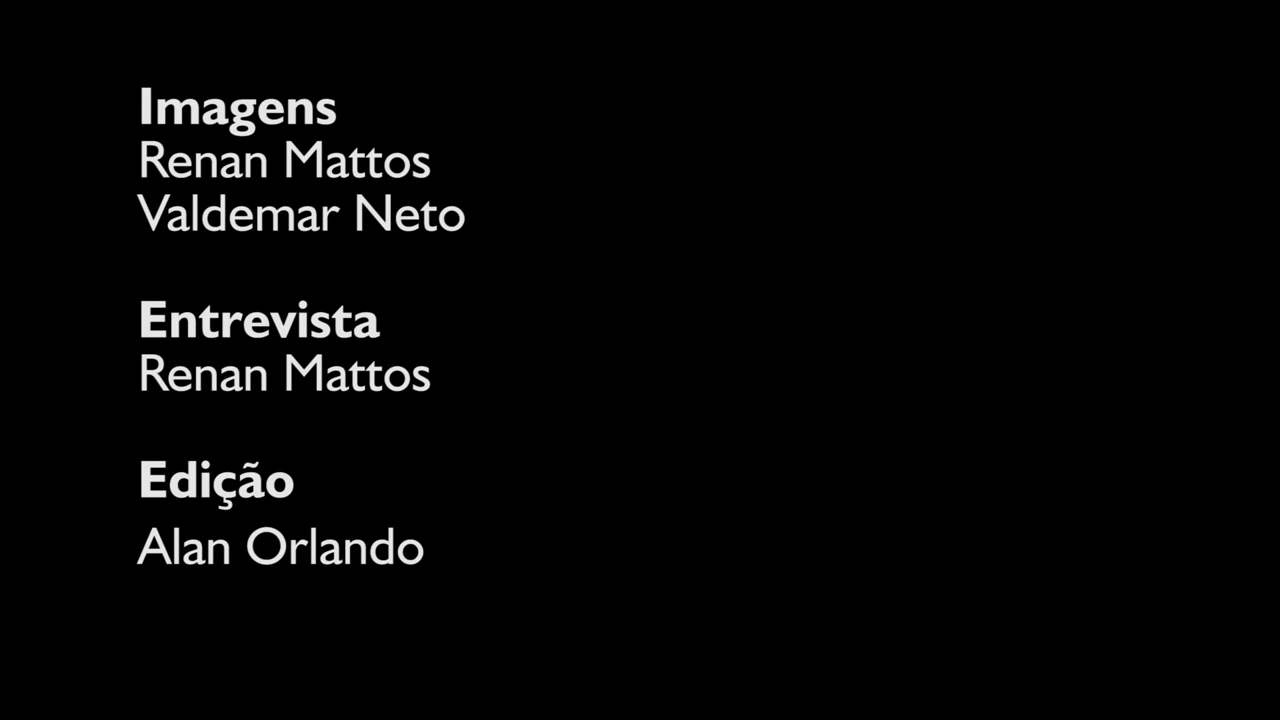 Imagens
Renan Mattos
Valdemar Neto
Entrevista
Renan Mattos
Edição
Alan Orlando